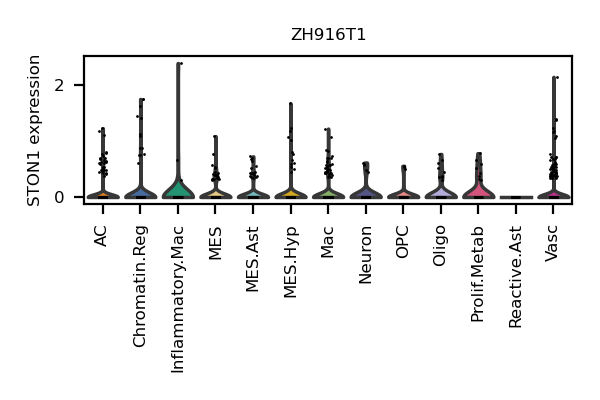 ZH916T1
STON1 expression
2
0
AC
Chromatin.Reg
Inflammatory.Mac
MES
MES.Ast
MES.Hyp
Mac
Neuron
OPC
Oligo
Prolif.Metab
Reactive.Ast
Vasc